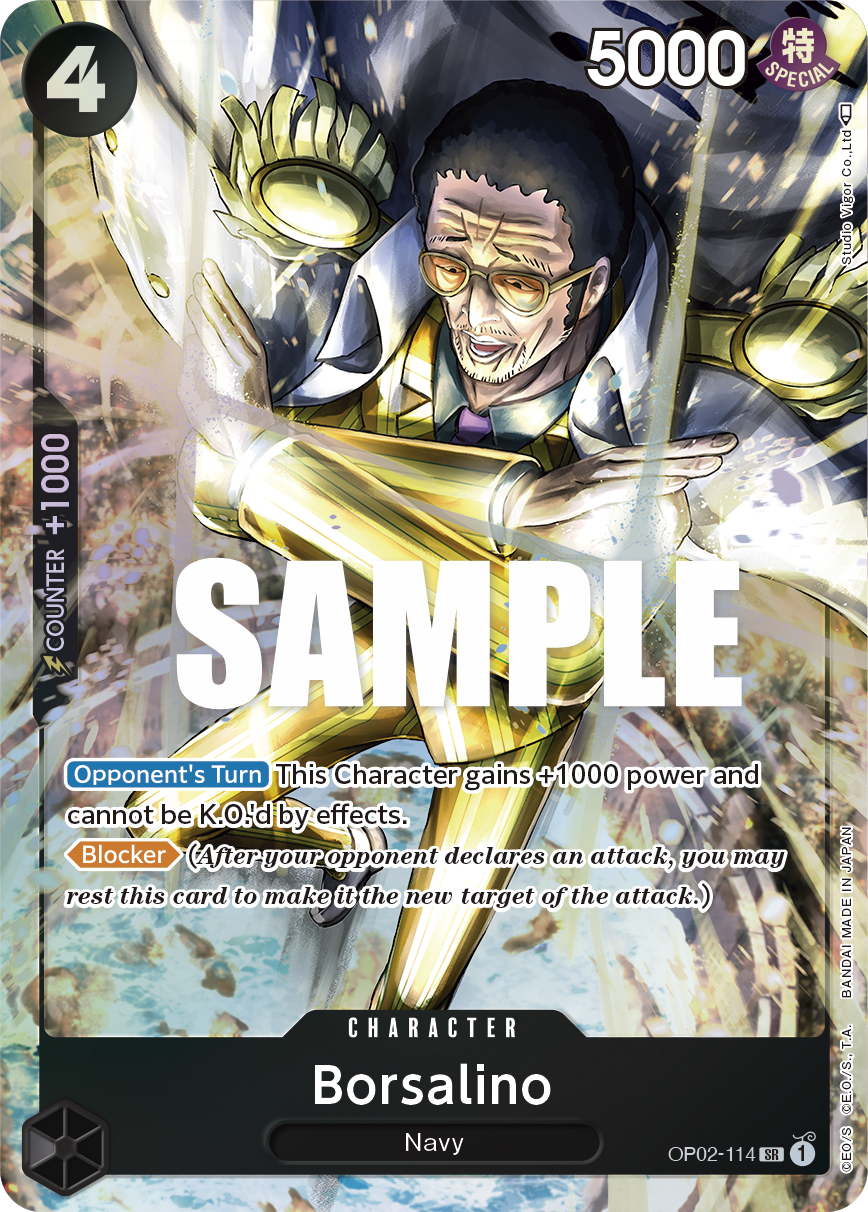 4
5000
特
SPECIAL
Studio Vigor Co.,Ltd
COUNTER +1000
SAMPLE
Opponent's Turn This Character gains +1000 power and
cannot be K.O.'d by effects.
Blocker (After your opponent declares an attack, you may
rest this card to make it the new target of the attack.)
CHARACTER
Borsalino
Navy
OP02-114 SR 1
©EO/S ©E.O./S., T.A. BANDAI MADE IN JAPAN